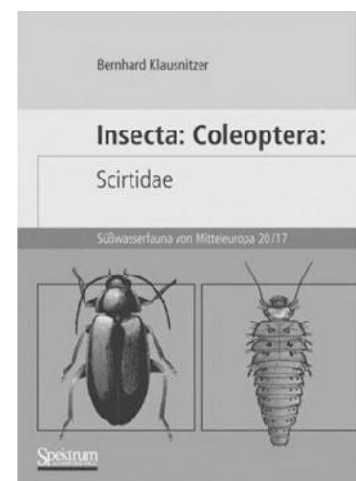 Bernhard Klausnitzer
Insecta: Coleoptera:
Scirtidae
Süßwasserfauna von Mitteleuropa 20/17
Spektrum